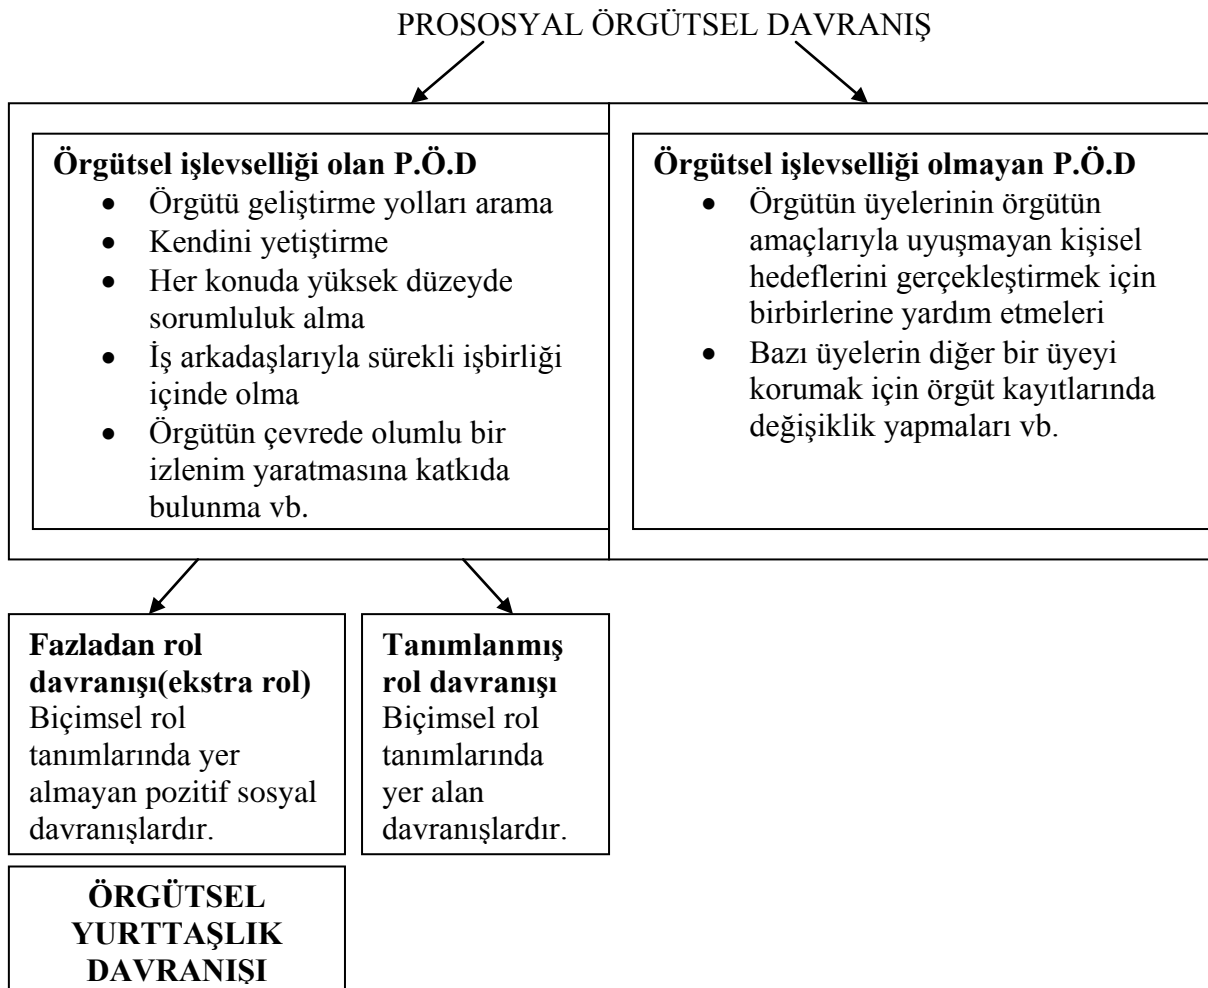 PROSOSYAL ÖRGÜTSEL DAVRANIŞ
Örgütsel işlevselliği olan P.Ö.D
• Örgütü geliştirme yolları arama
• Kendini yetiştirme
• Her konuda yüksek düzeyde
sorumluluk alma
• İş arkadaşlarıyla sürekli işbirliği
içinde olma
• Örgütün çevrede olumlu bir
izlenim yaratmasına katkıda
bulunma vb.
Örgütsel işlevselliği olmayan P.Ö.D
• Örgütün üyelerinin örgütün
amaçlarıyla uyuşmayan kişisel
hedeflerini gerçekleştirmek için
birbirlerine yardım etmeleri
• Bazı üyelerin diğer bir üyeyi
korumak için örgüt kayıtlarında
değişiklik yapmaları vb.
Fazladan rol
davranışı(ekstra rol)
Biçimsel rol
tanımlarında yer
almayan pozitif sosyal
davranışlardır.
Tanımlanmış
rol davranışı
Biçimsel rol
tanımlarında
yer alan
davranışlardır.
ÖRGÜTSEL
YURTTAŞLIK
DAVRANIŞI